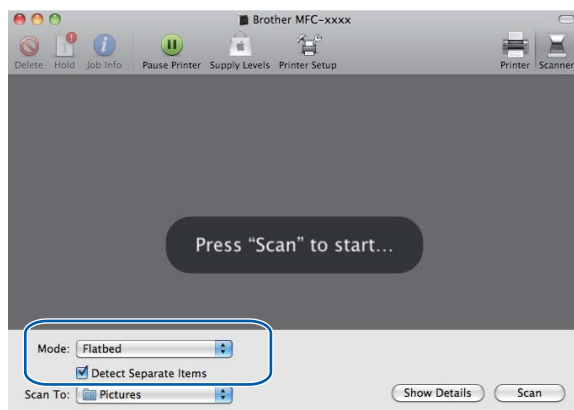 Brother MFC-xxxx
Delete Hold Job Info Pause Printer Supply Levels Printer Setup Printer Scanner
Press “Scan” to start...
Mode: Flatbed
Detect Separate Items
Scan To: Pictures Show Details Scan